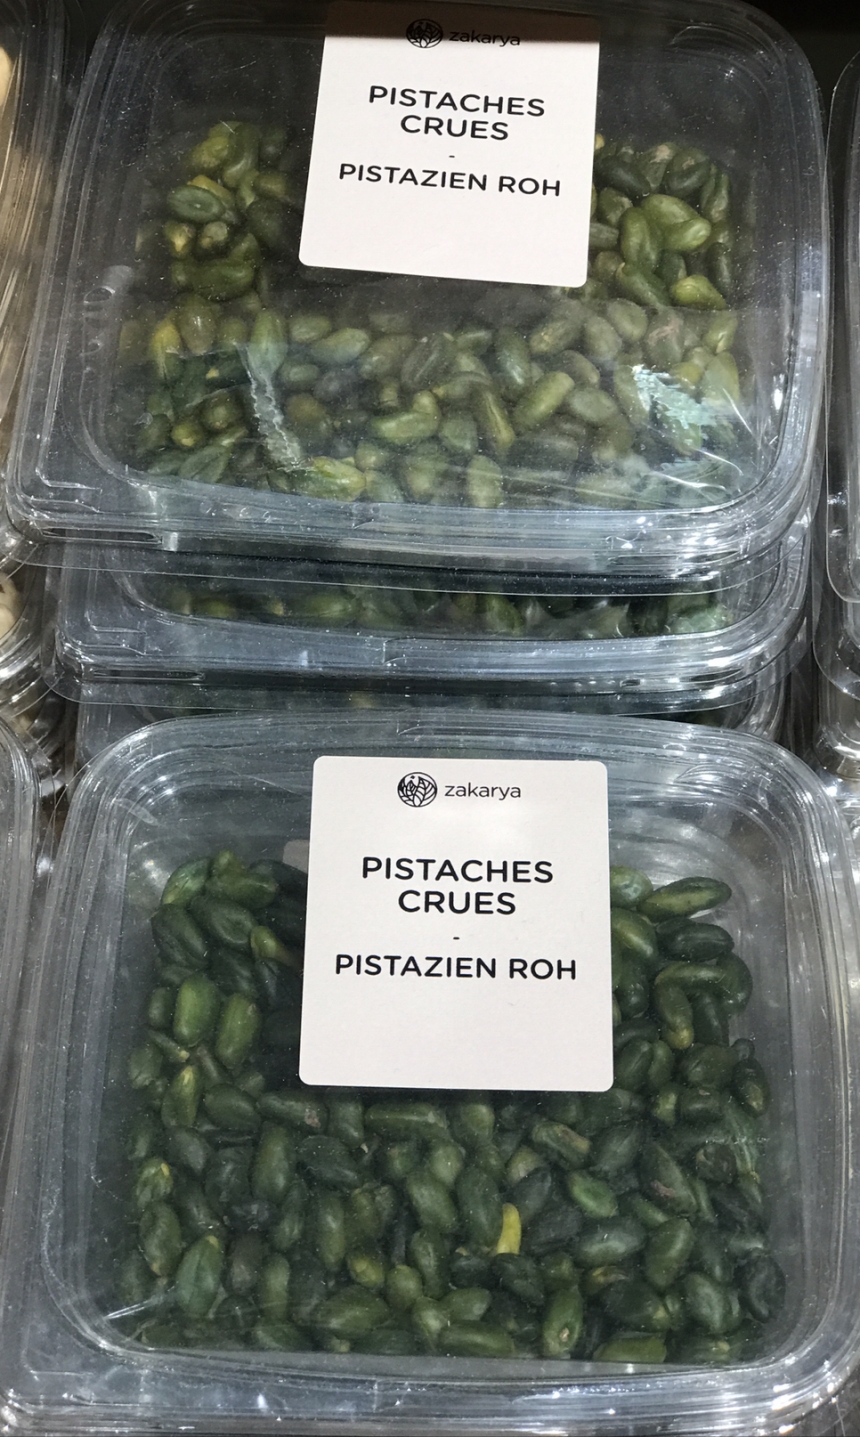 zakarya
PISTACHES
CRUES
-
PISTAZIEN ROH
zakarya
PISTACHES
CRUES
-
PISTAZIEN ROH